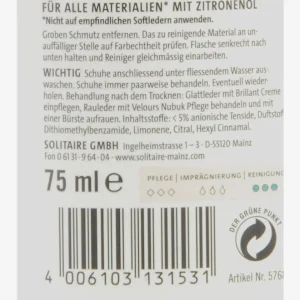 FÜR ALLE MATERIALIEN* MIT ZITRONENÖL
*Nicht auf empfindlichen Softledern anwenden.
Groben Schmutz entfernen. Das zu reinigende Material an un-
auffälliger Stelle auf Farbechtheit prüfen. Flasche senkrecht nach
unten halten und Reiniger gleichmässig einarbeiten.
WICHTIG Schuhe anschliessend unter fliessendem Wasser aus-
waschen. Schuhe immer paarweise behandeln. Eventuell wieder-
holen. Behandlung nach dem Trocknen: Glattleder mit Brillant Creme
einpflegen, Rauleder mit Velours Nubuk Pflege behandeln und mit
einer Bürste aufrauen. Inhaltsstoffe: < 5% anionische Tenside, Duftstoffe
Dithiomethylbenzamide, Limonene, Citral, Hexyl Cinnamal.
SOLITAIRE GMBH Ingelheimstrasse 1-3 · D-55120 Mainz
Fon 0 61 31-9 64-04 · www.solitaire-mainz.com
75 ml e
PFLEGE | IMPRÄGNIERUNG | REINIGUNG
4 006103 131531
DER GRÜNE PUNKT
Artikel Nr. 576